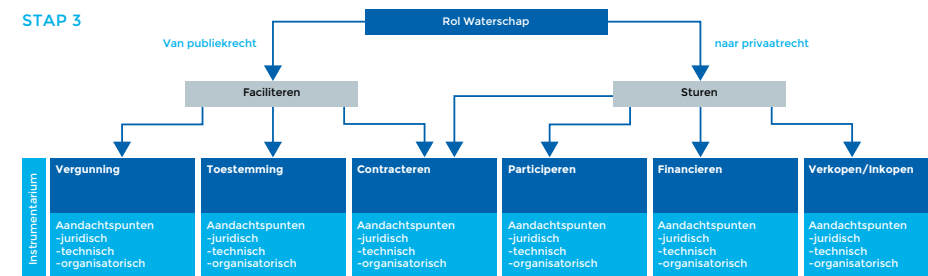 STAP 3
Rol Waterschap
Van publiekrecht
naar privaatrecht
Faciliteren
Sturen
Instrumentarium
Vergunning
Aandachtspunten
-juridisch
-technisch
-organisatorisch
Toestemming
Aandachtspunten
-juridisch
-technisch
-organisatorisch
Contracteren
Aandachtspunten
-juridisch
-technisch
-organisatorisch
Participeren
Aandachtspunten
-juridisch
-technisch
-organisatorisch
Financieren
Aandachtspunten
-juridisch
-technisch
-organisatorisch
Verkopen/Inkopen
Aandachtspunten
-juridisch
-technisch
-organisatorisch